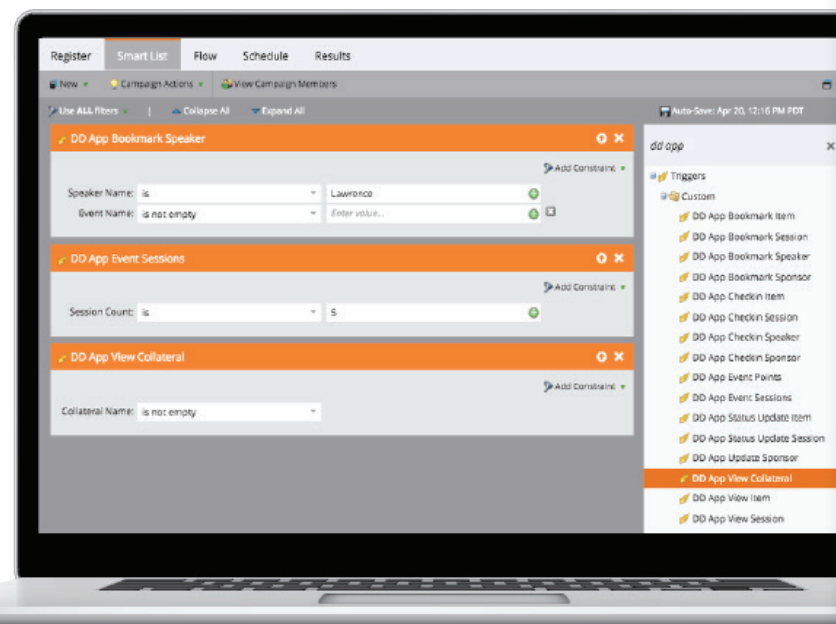 Register Smart List Flow Schedule Results
New Campaign Actions View Campaign Members
Use ALL filters | Collapse All Expand All Auto-Save: Apr 20, 12:16 PM PDT
DD App Bookmark Speaker
Add Constraint
Speaker Name: is Lawrence
Event Name: is not empty Enter value...
DD App Event Sessions
Add Constraint
Session Count: is 5
DD App View Collateral
Add Constraint
Collateral Name: is not empty
dd app
Triggers
Custom
DD App Bookmark Item
DD App Bookmark Session
DD App Bookmark Speaker
DD App Bookmark Sponsor
DD App Checkin Item
DD App Checkin Session
DD App Checkin Speaker
DD App Checkin Sponsor
DD App Event Points
DD App Event Sessions
DD App Status Update Item
DD App Status Update Session
DD App Update Sponsor
DD App View Collateral
DD App View Item
DD App View Session